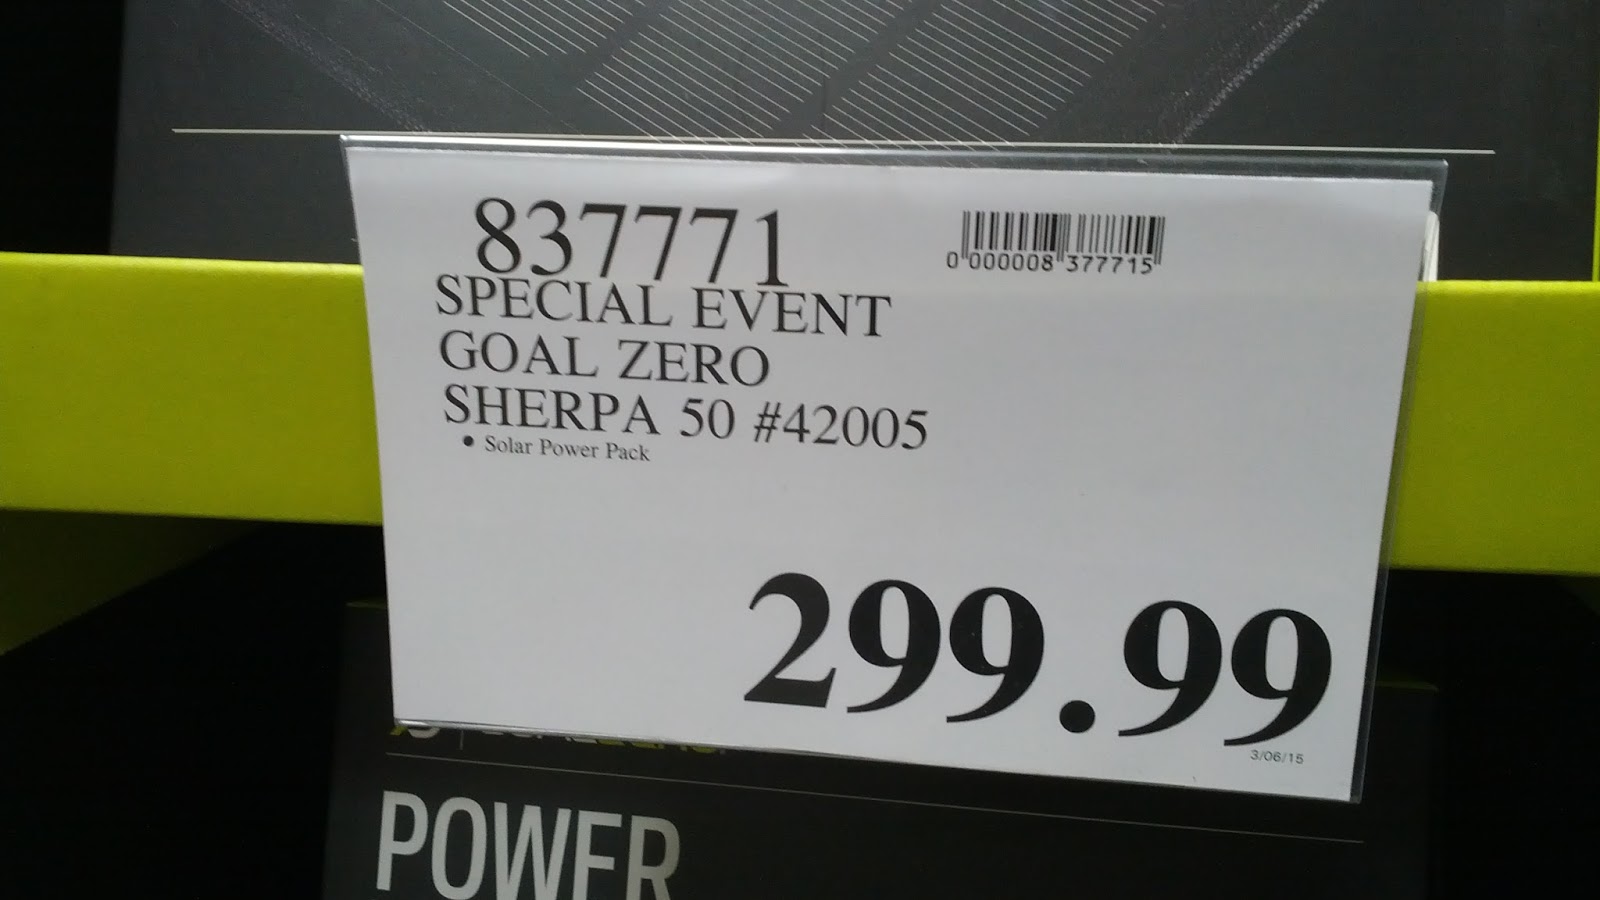 837771
0 000008 377715
SPECIAL EVENT
GOAL ZERO
SHERPA 50 #42005
• Solar Power Pack
299.99
3/06/15
POWER